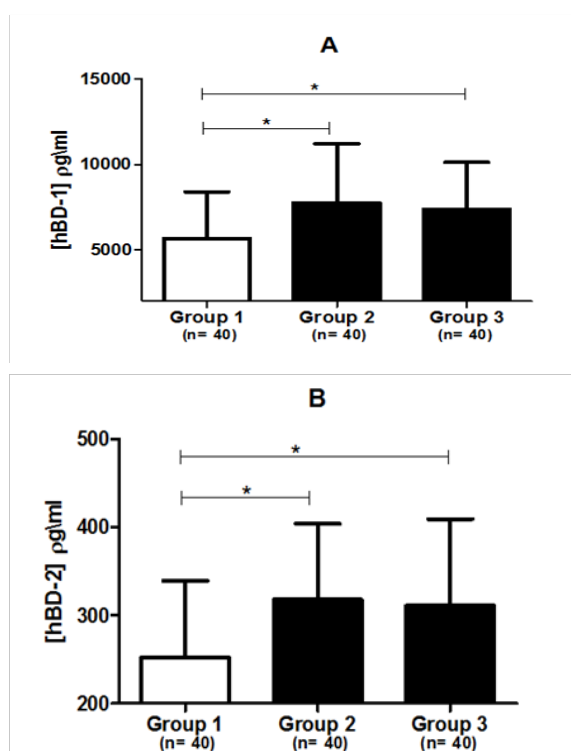 A
15000
10000
5000
[hBD-1] ρg\ml
*
*
Group 1 Group 2 Group 3
(n= 40) (n= 40) (n= 40)
B
500
400
300
200
[hBD-2] ρg\ml
*
*
Group 1 Group 2 Group 3
(n= 40) (n= 40) (n= 40)